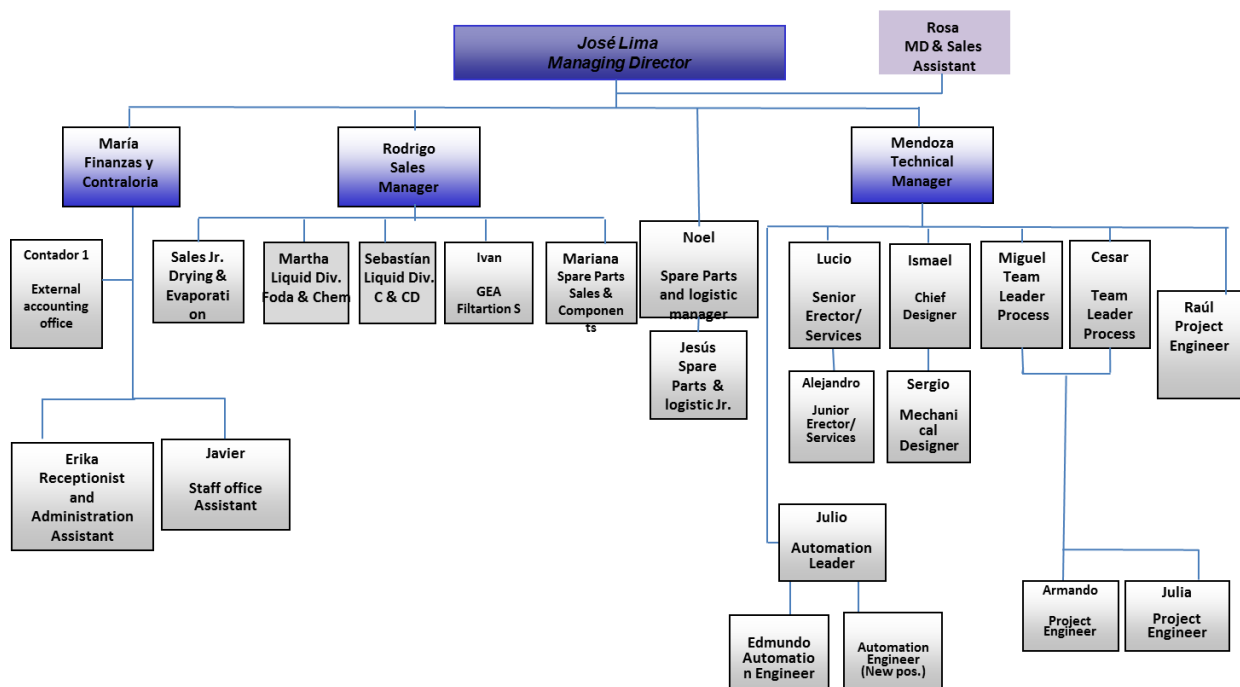 José Lima
Managing Director
Rosa
MD & Sales
Assistant
María
Finanzas y
Contraloria
Rodrigo
Sales
Manager
Mendoza
Technical
Manager
Contador 1
External
accounting
office
Sales Jr.
Drying &
Evaporati
on
Martha
Liquid Div.
Foda & Chem
Sebastían
Liquid Div.
C & CD
Ivan
GEA
Filtartion S
Mariana
Spare Parts
Sales &
Compone
nts
Noel
Spare Parts
and logistic
manager
Lucio
Senior
Erector/
Services
Ismael
Chief
Designer
Miguel
Team
Leader
Process
Cesar
Team
Leader
Process
Raúl
Project
Engineer
Jesús
Spare
Parts &
logistic Jr.
Alejandro
Junior
Erector/
Services
Sergio
Mechani
cal
Designer
Erika
Receptionist
and
Administration
Assistant
Javier
Staff office
Assistant
Julio
Automation
Leader
Edmundo
Automatio
n Engineer
Automation
Engineer
(New pos.)
Armando
Project
Engineer
Julia
Project
Engineer